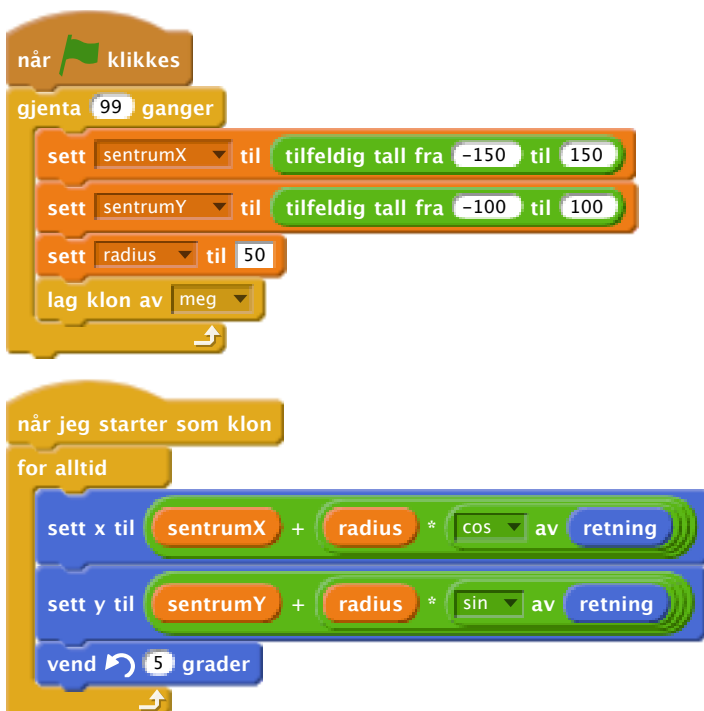 når klikkes
gjenta 99 ganger
sett sentrumX til tilfeldig tall fra -150 til 150
sett sentrumY til tilfeldig tall fra -100 til 100
sett radius til 50
lag klon av meg
når jeg starter som klon
for alltid
sett x til sentrumX + radius * cos av retning
sett y til sentrumY + radius * sin av retning
vend 5 grader